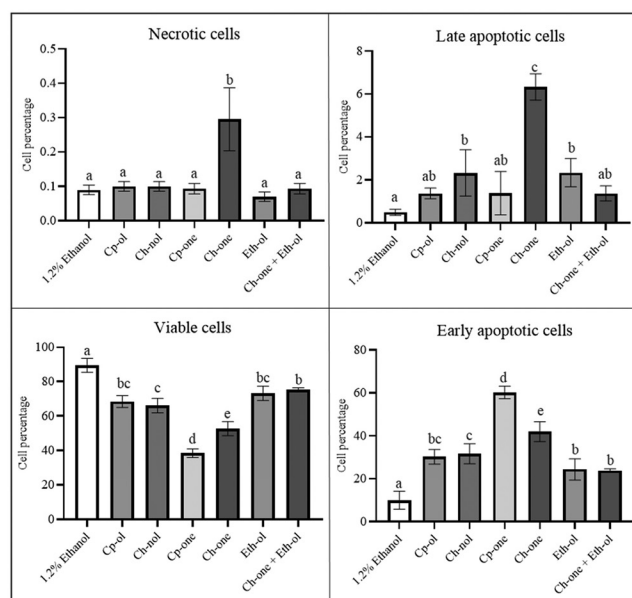 Necrotic cells
Cell percentage
0.5
0.4
0.3
0.2
0.1
0.0
a
a
a
a
b
a
a
1.2% Ethanol
Cp-ol
Ch-nol
Cp-one
Ch-one
Eth-ol
Ch-one + Eth-ol
Late apoptotic cells
Cell percentage
8
6
4
2
0
a
ab
b
ab
c
b
ab
1.2% Ethanol
Cp-ol
Ch-nol
Cp-one
Ch-one
Eth-ol
Ch-one + Eth-ol
Viable cells
Cell percentage
100
80
60
40
20
0
a
bc
c
d
e
bc
b
1.2% Ethanol
Cp-ol
Ch-nol
Cp-one
Ch-one
Eth-ol
Ch-one + Eth-ol
Early apoptotic cells
Cell percentage
80
60
40
20
0
a
bc
c
d
e
b
b
1.2% Ethanol
Cp-ol
Ch-nol
Cp-one
Ch-one
Eth-ol
Ch-one + Eth-ol